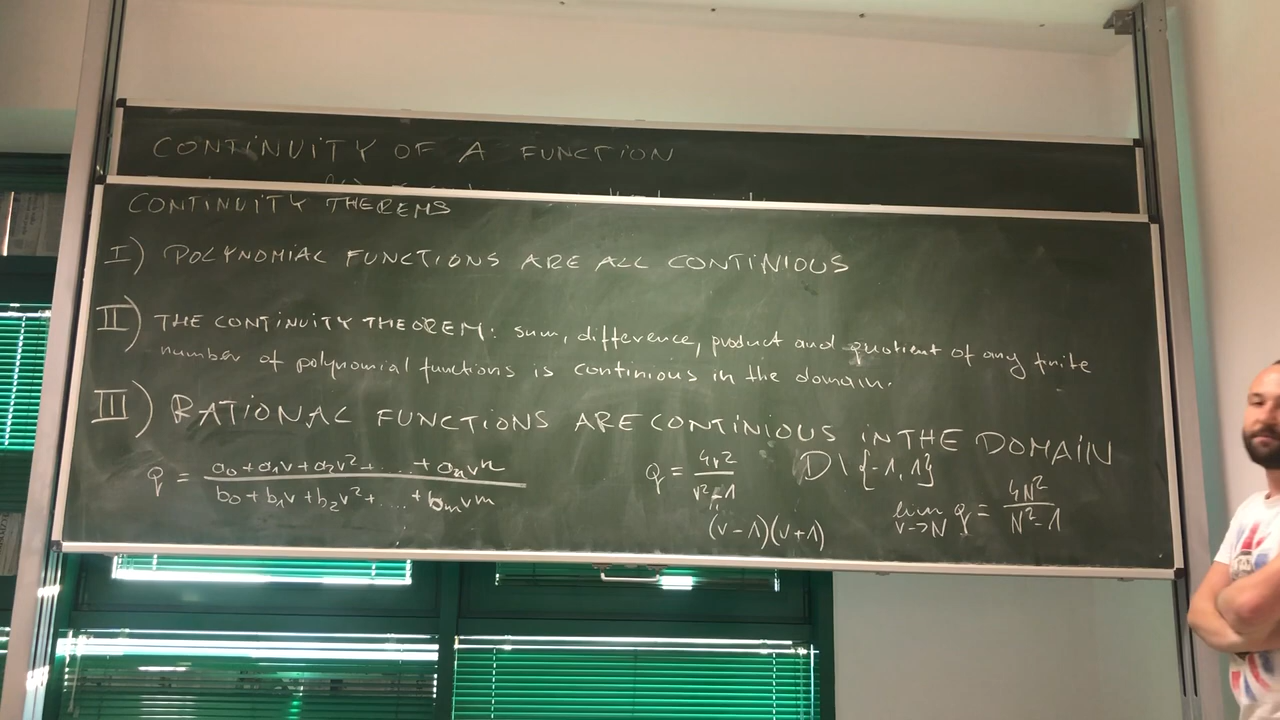 CONTINUITY OF A FUNCTION
CONTINUITY THEREMS
I) POLYNOMIAL FUNCTIONS ARE ALL CONTINIOUS
II) THE CONTINUITY THEOREM: sum, difference, product and quotient of any finite
number of polynomial functions is continious in the domain.
III) RATIONAL FUNCTIONS ARE CONTINIOUS IN THE DOMAIN
q = (a₀+a₁v+a₂v²+....+aₙvⁿ)/(b₀+b₁v+b₂v²+....+bₘvᵐ) q = 4v²/(v²-1) D\{-1,1}
(v-1)(v+1) lim v->N q = 4N²/(N²-1)